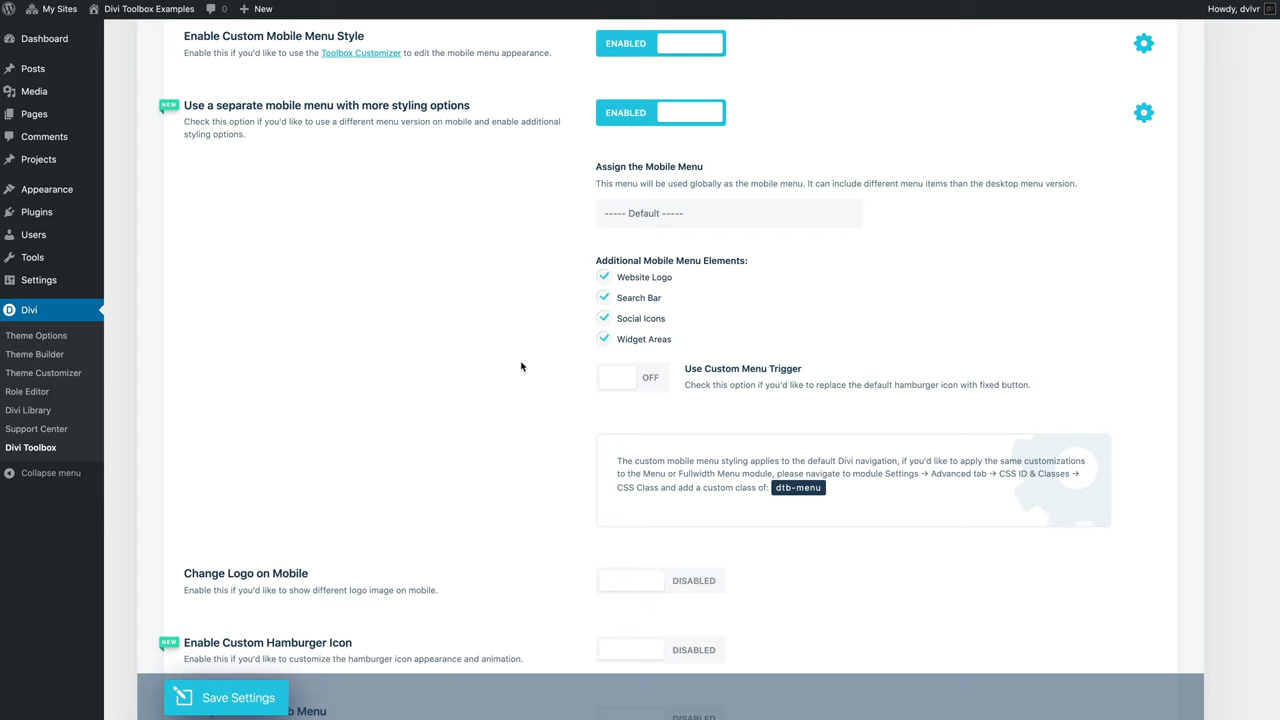 My Sites
Divi Toolbox Examples
0
New
Howdy, dvlvr
Dashboard
Posts
Media
Pages
Comments
Projects
Appearance
Plugins
Users
Tools
Settings
Divi
Theme Options
Theme Builder
Theme Customizer
Role Editor
Divi Library
Support Center
Divi Toolbox
Collapse menu
Enable Custom Mobile Menu Style
Enable this if you'd like to use the Toolbox Customizer to edit the mobile menu appearance.
ENABLED
NEW
Use a separate mobile menu with more styling options
Check this option if you'd like to use a different menu version on mobile and enable additional
styling options.
ENABLED
Assign the Mobile Menu
This menu will be used globally as the mobile menu. It can include different menu items than the desktop menu version.
----- Default -----
Additional Mobile Menu Elements:
Website Logo
Search Bar
Social Icons
Widget Areas
OFF
Use Custom Menu Trigger
Check this option if you'd like to replace the default hamburger icon with fixed button.
The custom mobile menu styling applies to the default Divi navigation, if you'd like to apply the same customizations
to the Menu or Fullwidth Menu module, please navigate to module Settings → Advanced tab → CSS ID & Classes →
CSS Class and add a custom class of: dtb-menu
Change Logo on Mobile
Enable this if you'd like to show different logo image on mobile.
DISABLED
NEW
Enable Custom Hamburger Icon
Enable this if you'd like to customize the hamburger icon appearance and animation.
DISABLED
Save Settings
Menu
DISABLED